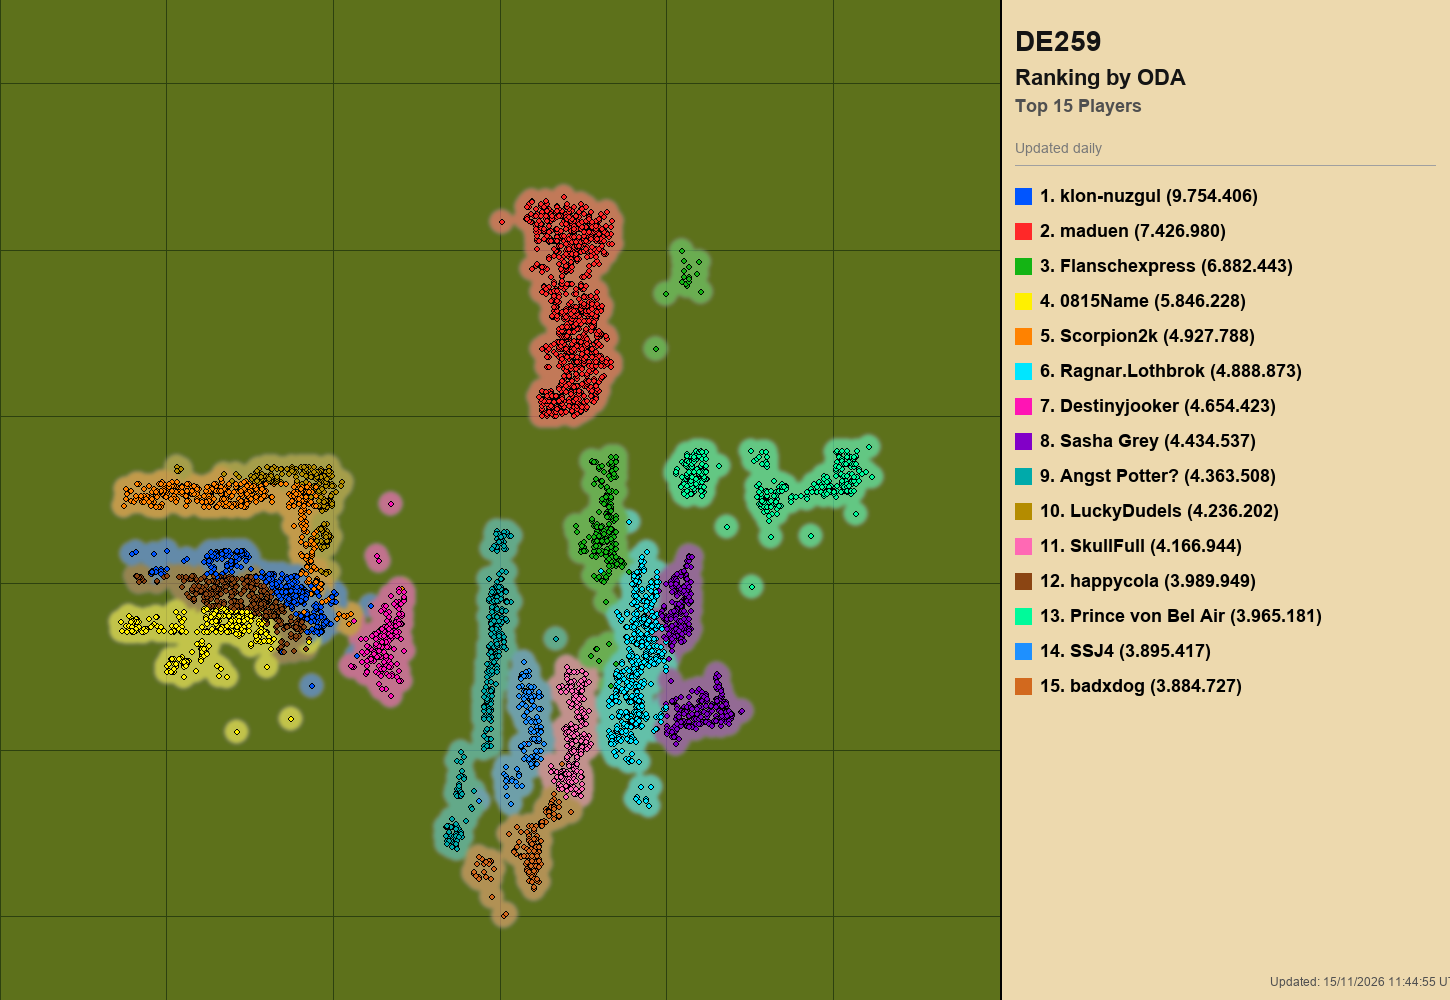 DE259
Ranking by ODA
Top 15 Players
Updated daily
1. klon-nuzgul (9.754.406)
2. maduen (7.426.980)
3. Flanschexpress (6.882.443)
4. 0815Name (5.846.228)
5. Scorpion2k (4.927.788)
6. Ragnar.Lothbrok (4.888.873)
7. Destinyjooker (4.654.423)
8. Sasha Grey (4.434.537)
9. Angst Potter? (4.363.508)
10. LuckyDudels (4.236.202)
11. SkullFull (4.166.944)
12. happycola (3.989.949)
13. Prince von Bel Air (3.965.181)
14. SSJ4 (3.895.417)
15. badxdog (3.884.727)
Updated: 15/11/2026 11:44:55 U